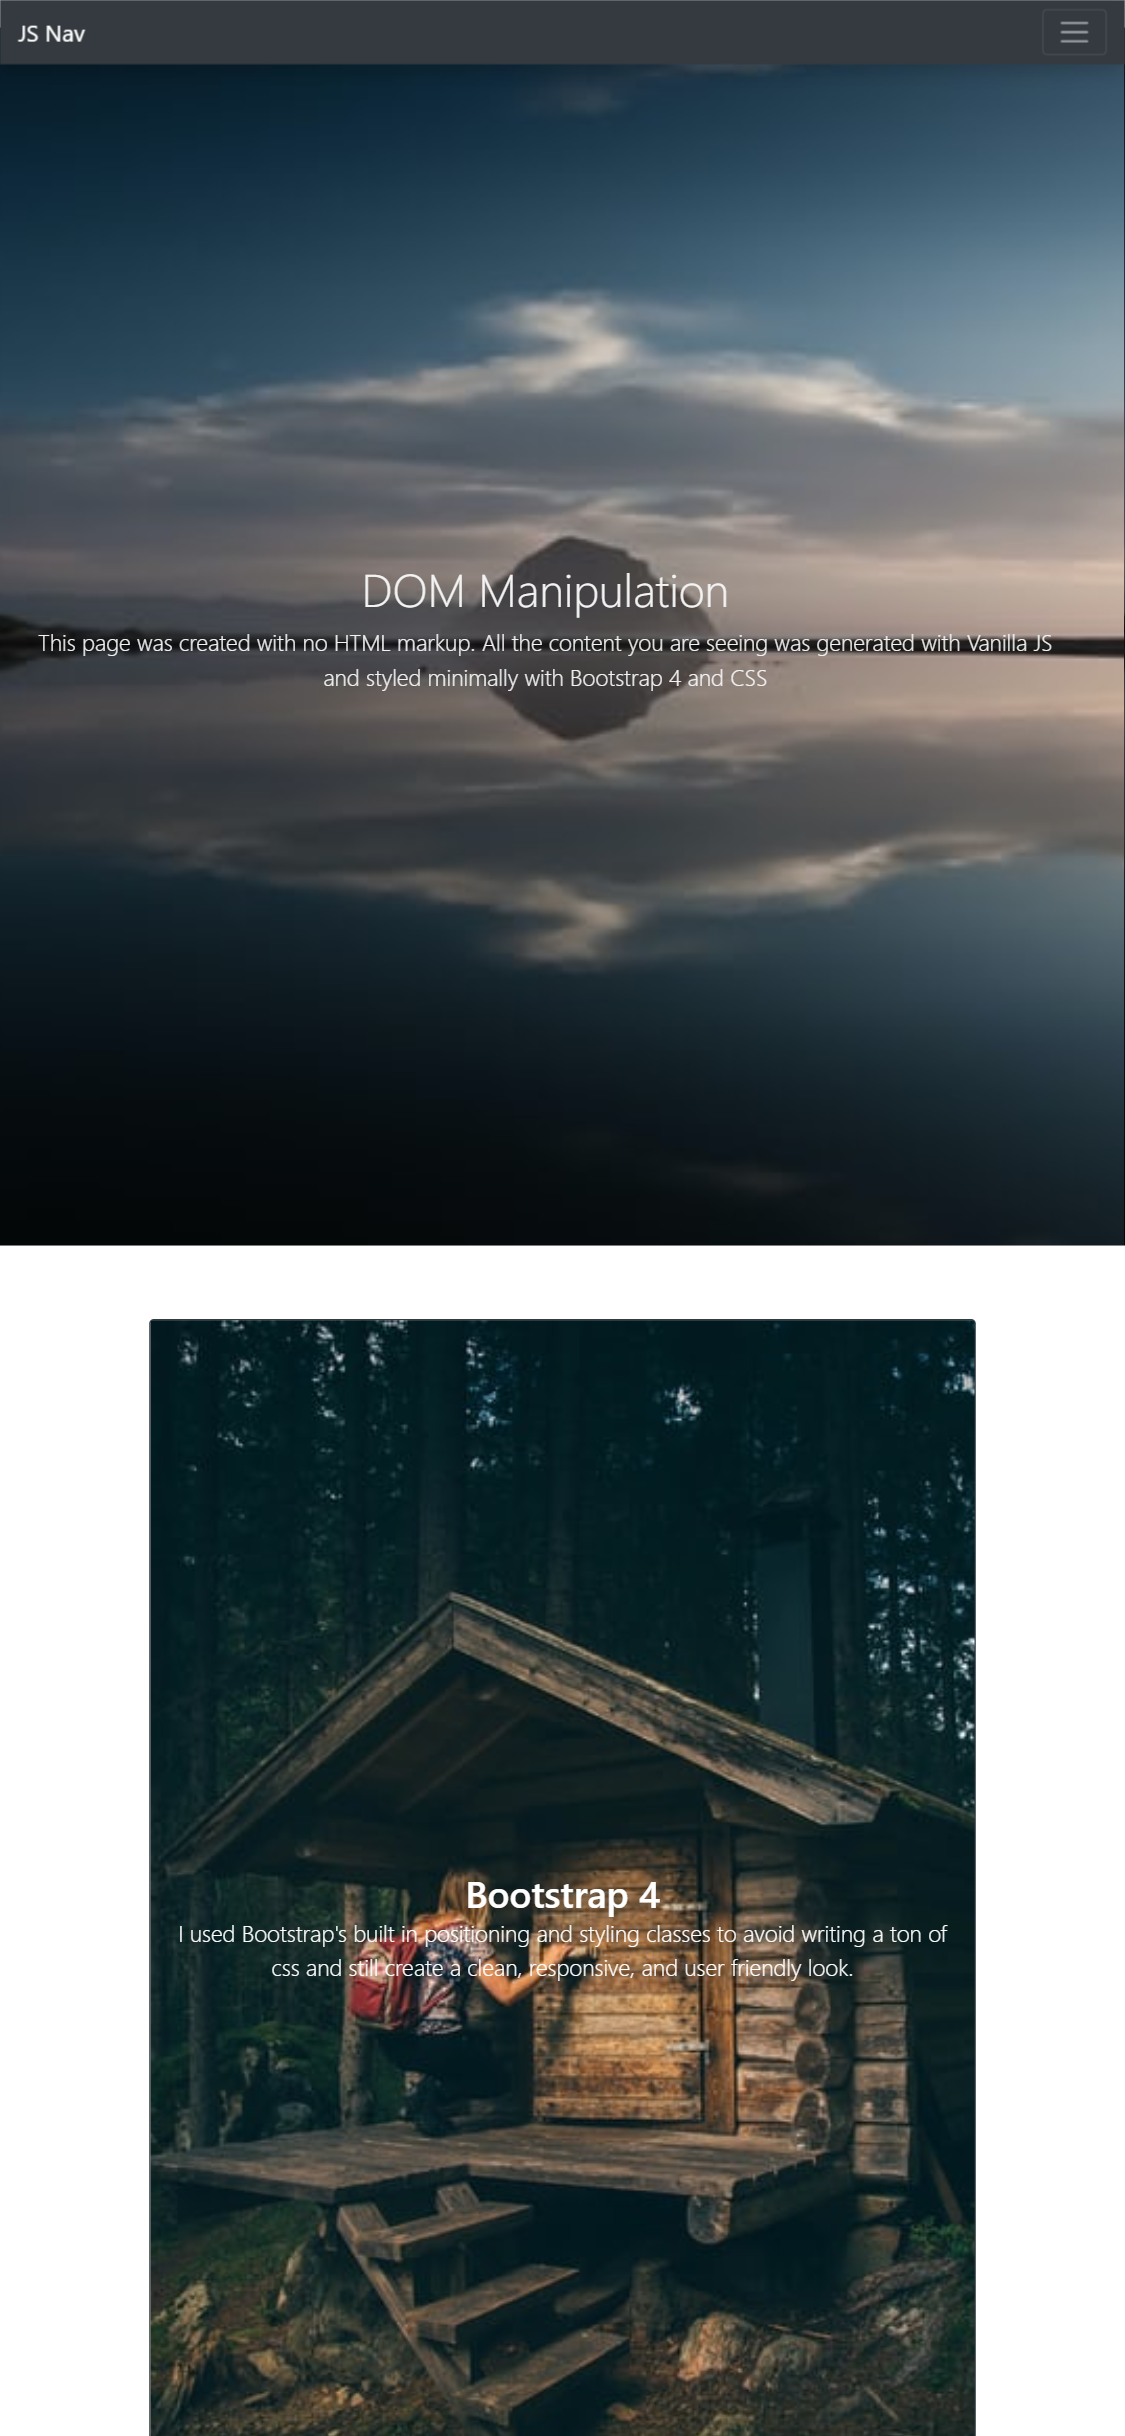 JS Nav
DOM Manipulation
This page was created with no HTML markup. All the content you are seeing was generated with Vanilla JS
and styled minimally with Bootstrap 4 and CSS
Bootstrap 4
I used Bootstrap's built in positioning and styling classes to avoid writing a ton of
css and still create a clean, responsive, and user friendly look.